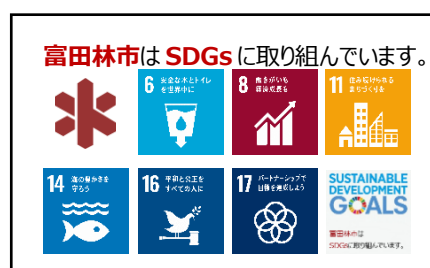 富田林市は SDGs に取り組んでいます。
6 安全な水とトイレ
を世界中に
8 働きがいも
経済成長も
11 住み続けられる
まちづくりを
14 海の豊かさを
守ろう
16 平和と公正を
すべての人に
17 パートナーシップで
目標を達成しよう
SUSTAINABLE
DEVELOPMENT
GOALS
富田林市は
SDGsに取り組んでいます。